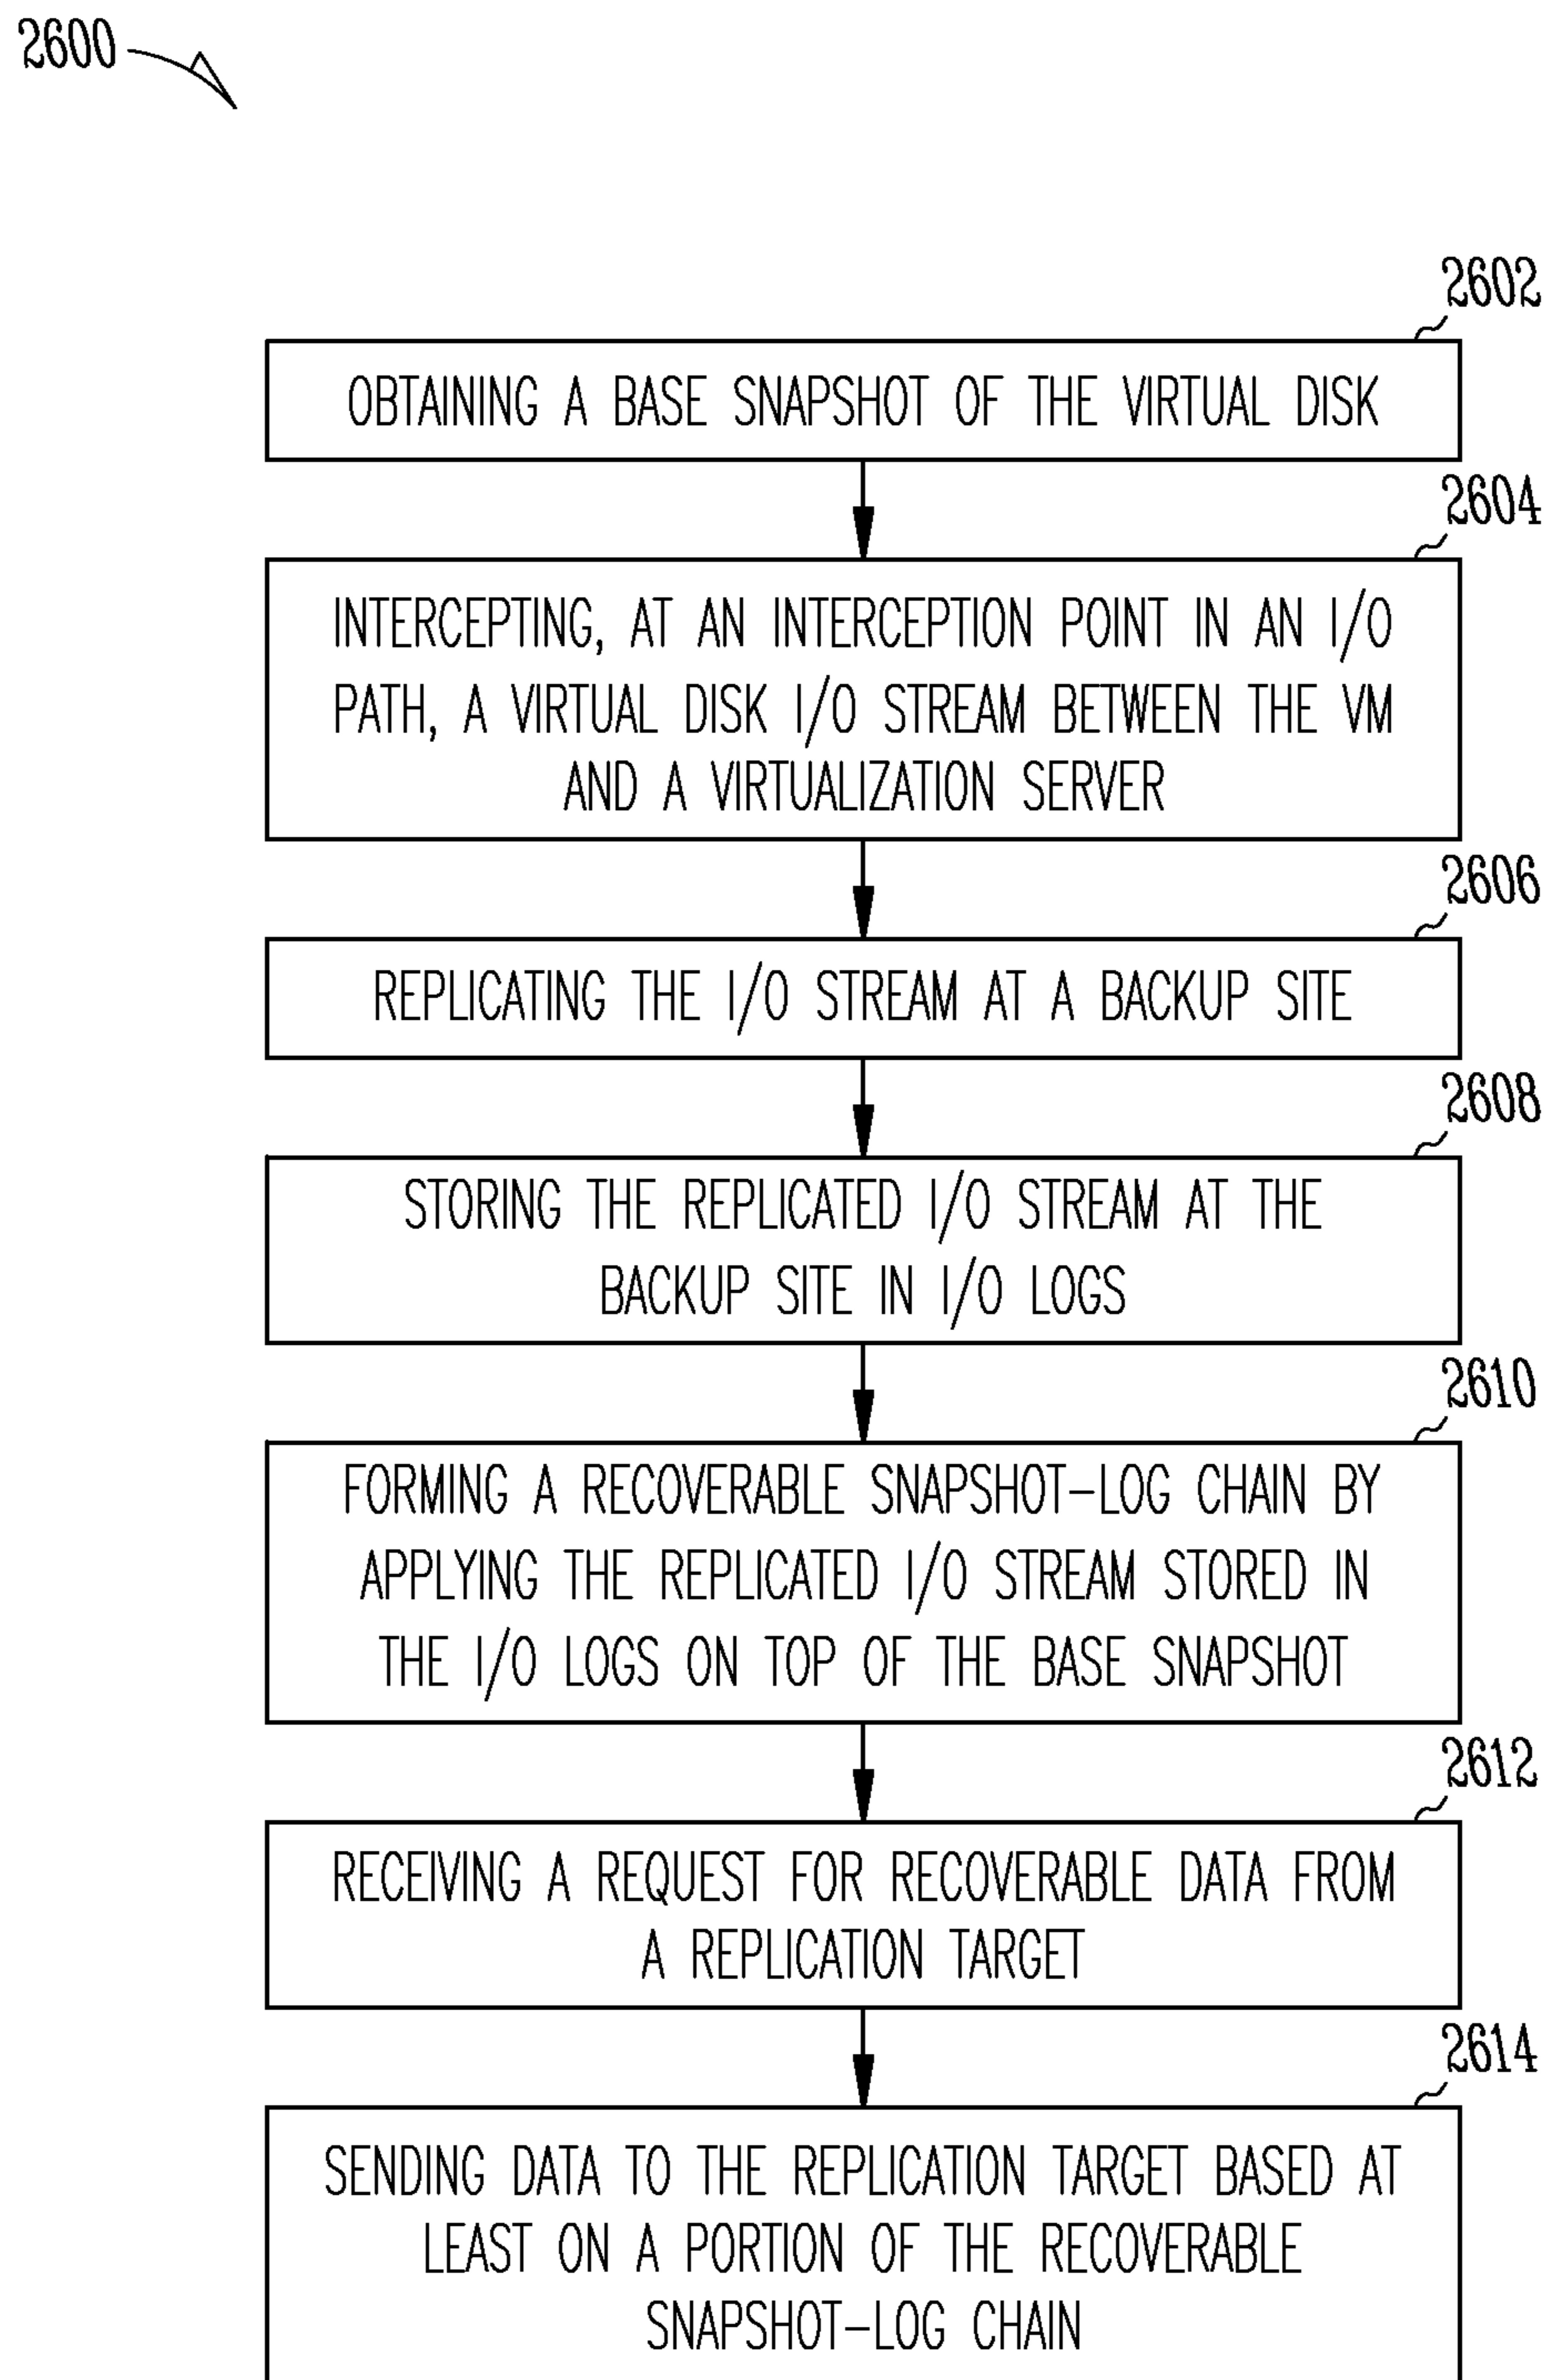 2600
2602
OBTAINING A BASE SNAPSHOT OF THE VIRTUAL DISK
2604
INTERCEPTING, AT AN INTERCEPTION POINT IN AN I/O
PATH, A VIRTUAL DISK I/O STREAM BETWEEN THE VM
AND A VIRTUALIZATION SERVER
2606
REPLICATING THE I/O STREAM AT A BACKUP SITE
2608
STORING THE REPLICATED I/O STREAM AT THE
BACKUP SITE IN I/O LOGS
2610
FORMING A RECOVERABLE SNAPSHOT-LOG CHAIN BY
APPLYING THE REPLICATED I/O STREAM STORED IN
THE I/O LOGS ON TOP OF THE BASE SNAPSHOT
2612
RECEIVING A REQUEST FOR RECOVERABLE DATA FROM
A REPLICATION TARGET
2614
SENDING DATA TO THE REPLICATION TARGET BASED AT
LEAST ON A PORTION OF THE RECOVERABLE
SNAPSHOT-LOG CHAIN